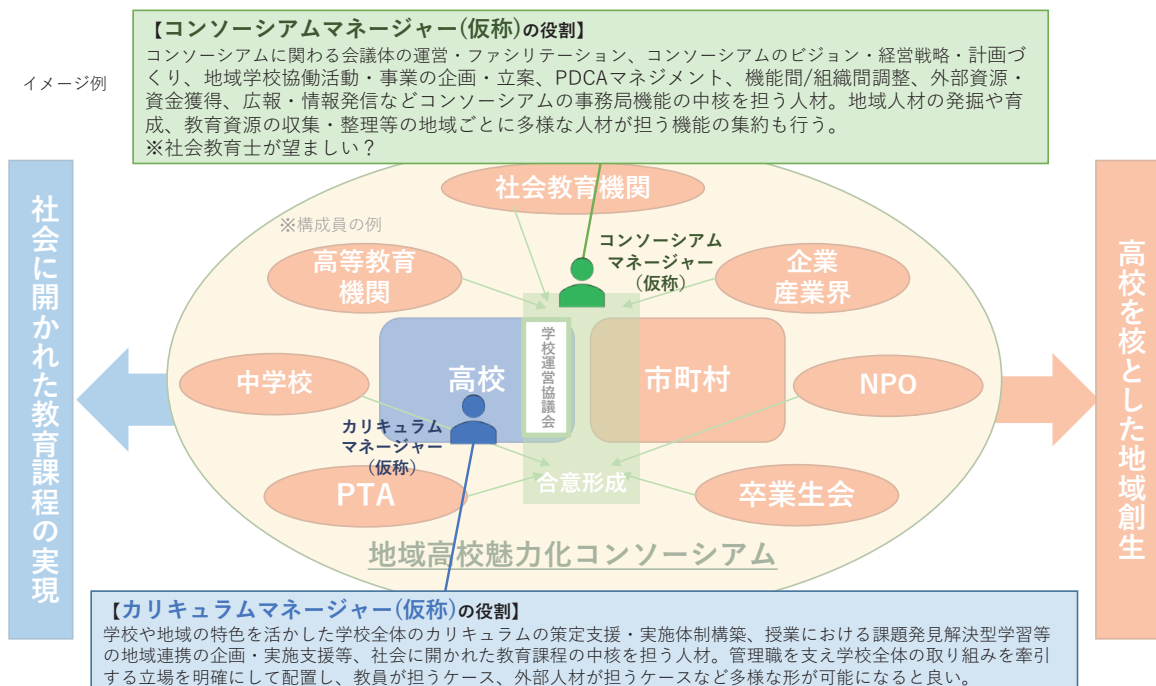 【コンソーシアムマネージャー(仮称)の役割】
コンソーシアムに関わる会議体の運営・ファシリテーション、コンソーシアムのビジョン・経営戦略・計画づ
くり、地域学校協働活動・事業の企画・立案、PDCAマネジメント、機能間/組織間調整、外部資源・
資金獲得、広報・情報発信などコンソーシアムの事務局機能の中核を担う人材。地域人材の発掘や育
成、教育資源の収集・整理等の地域ごとに多様な人材が担う機能の集約も行う。
※社会教育士が望ましい?
イメージ例
社会に開かれた教育課程の実現
社会教育機関
※構成員の例
コンソーシアム
マネージャー
(仮称)
高等教育
機関
企業
産業界
高校
学校運営協議会
市町村
中学校
NPO
カリキュラム
マネージャー
(仮称)
PTA
合意形成
卒業生会
地域高校魅力化コンソーシアム
高校を核とした地域創生
【カリキュラムマネージャー(仮称)の役割】
学校や地域の特色を活かした学校全体のカリキュラムの策定支援・実施体制構築、授業における課題発見解決型学習等
の地域連携の企画・実施支援等、社会に開かれた教育課程の中核を担う人材。管理職を支え学校全体の取り組みを牽引
する立場を明確にして配置し、教員が担うケース、外部人材が担うケースなど多様な形が可能になると良い。